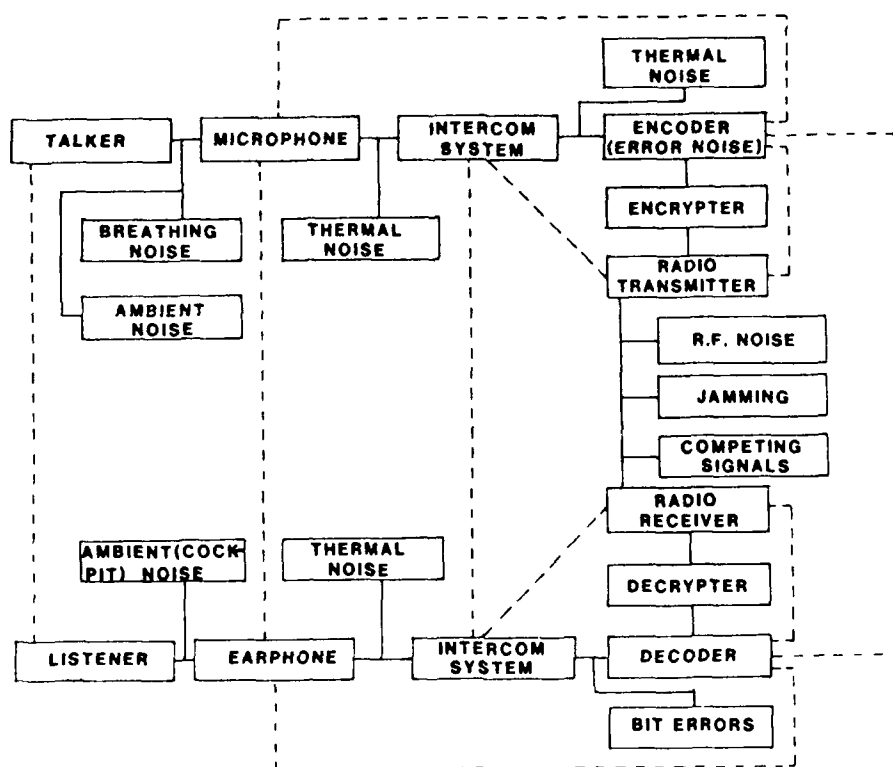 THERMAL
NOISE
TALKER
MICROPHONE
INTERCOM
SYSTEM
ENCODER
(ERROR NOISE)
BREATHING
NOISE
THERMAL
NOISE
ENCRYPTER
AMBIENT
NOISE
RADIO
TRANSMITTER
R.F. NOISE
JAMMING
COMPETING
SIGNALS
RADIO
RECEIVER
AMBIENT(COCK-
PIT) NOISE
THERMAL
NOISE
DECRYPTER
LISTENER
EARPHONE
INTERCOM
SYSTEM
DECODER
BIT ERRORS